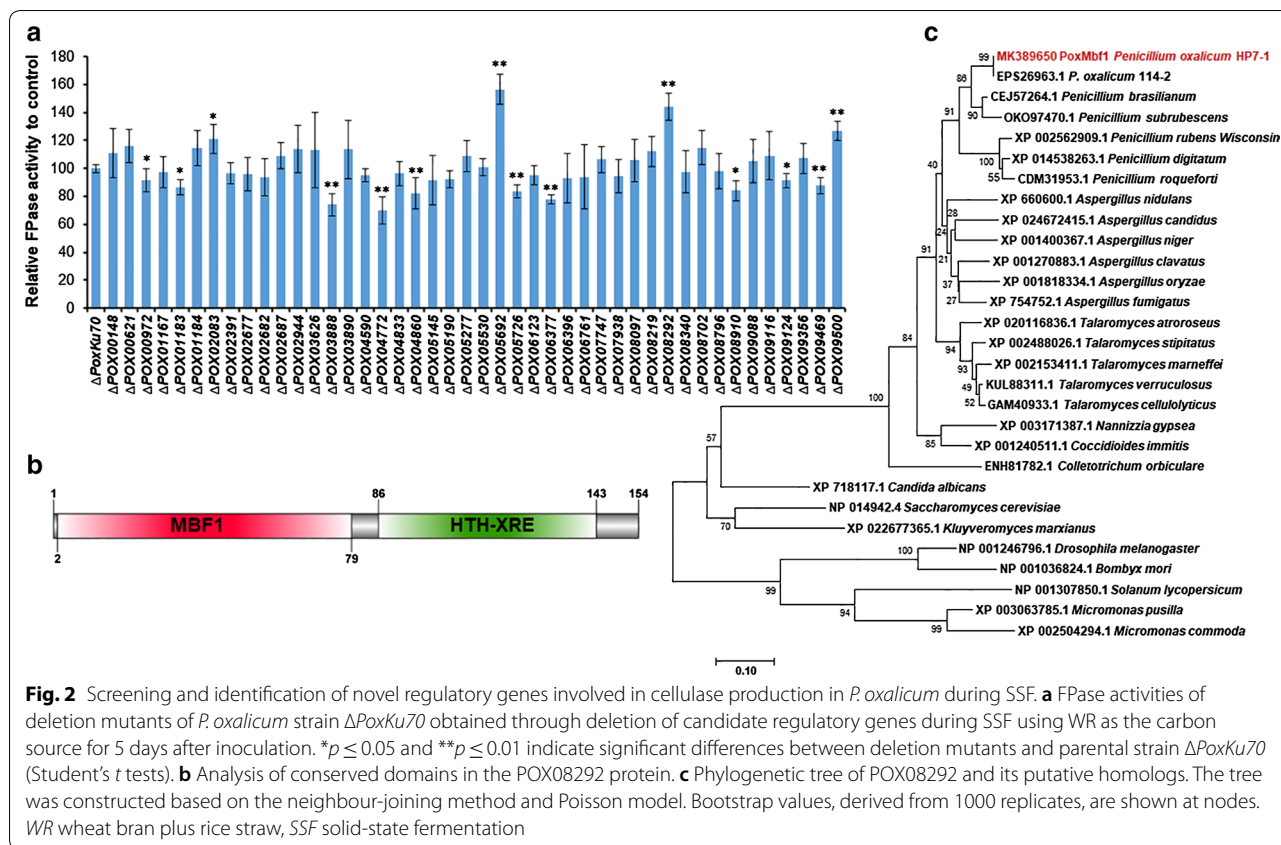 a
Relative FPase activity to control
180
160
140
120
100
80
60
40
20
0
*
*
*
**
**
**
**
**
**
**
*
*
**
**
ΔPoxKu70
ΔPOX00148
ΔPOX00621
ΔPOX00972
ΔPOX01167
ΔPOX01183
ΔPOX01184
ΔPOX02083
ΔPOX02391
ΔPOX02677
ΔPOX02682
ΔPOX02687
ΔPOX02944
ΔPOX03626
ΔPOX03888
ΔPOX03890
ΔPOX04590
ΔPOX04772
ΔPOX04833
ΔPOX04860
ΔPOX05145
ΔPOX05190
ΔPOX05277
ΔPOX05530
ΔPOX05692
ΔPOX05726
ΔPOX06123
ΔPOX06377
ΔPOX06396
ΔPOX06761
ΔPOX07747
ΔPOX07938
ΔPOX08097
ΔPOX08219
ΔPOX08292
ΔPOX08340
ΔPOX08702
ΔPOX08796
ΔPOX08910
ΔPOX09088
ΔPOX09116
ΔPOX09124
ΔPOX09356
ΔPOX09469
ΔPOX09600
b
1 86 143 154
MBF1 HTH-XRE
2 79
c
MK389650 PoxMbf1 Penicillium oxalicum HP7-1
EPS26963.1 P. oxalicum 114-2
CEJ57264.1 Penicillium brasilianum
OKO97470.1 Penicillium subrubescens
XP 002562909.1 Penicillium rubens Wisconsin
XP 014538263.1 Penicillium digitatum
CDM31953.1 Penicillium roqueforti
XP 660600.1 Aspergillus nidulans
XP 024672415.1 Aspergillus candidus
XP 001400367.1 Aspergillus niger
XP 001270883.1 Aspergillus clavatus
XP 001818334.1 Aspergillus oryzae
XP 754752.1 Aspergillus fumigatus
XP 020116836.1 Talaromyces atroroseus
XP 002488026.1 Talaromyces stipitatus
XP 002153411.1 Talaromyces marneffei
KUL88311.1 Talaromyces verruculosus
GAM40933.1 Talaromyces cellulolyticus
XP 003171387.1 Nannizzia gypsea
XP 001240511.1 Coccidioides immitis
ENH81782.1 Colletotrichum orbiculare
XP 718117.1 Candida albicans
NP 014942.4 Saccharomyces cerevisiae
XP 022677365.1 Kluyveromyces marxianus
NP 001246796.1 Drosophila melanogaster
NP 001036824.1 Bombyx mori
NP 001307850.1 Solanum lycopersicum
XP 003063785.1 Micromonas pusilla
XP 002504294.1 Micromonas commoda
99
86
91
90
100
55
40
28
24
21
37
27
91
94
93
49
52
84
85
100
57
70
100
99
94
99
0.10
Fig. 2 Screening and identification of novel regulatory genes involved in cellulase production in P. oxalicum during SSF. a FPase activities of
deletion mutants of P. oxalicum strain ΔPoxKu70 obtained through deletion of candidate regulatory genes during SSF using WR as the carbon
source for 5 days after inoculation. *p ≤ 0.05 and **p ≤ 0.01 indicate significant differences between deletion mutants and parental strain ΔPoxKu70
(Student's t tests). b Analysis of conserved domains in the POX08292 protein. c Phylogenetic tree of POX08292 and its putative homologs. The tree
was constructed based on the neighbour-joining method and Poisson model. Bootstrap values, derived from 1000 replicates, are shown at nodes.
WR wheat bran plus rice straw, SSF solid-state fermentation